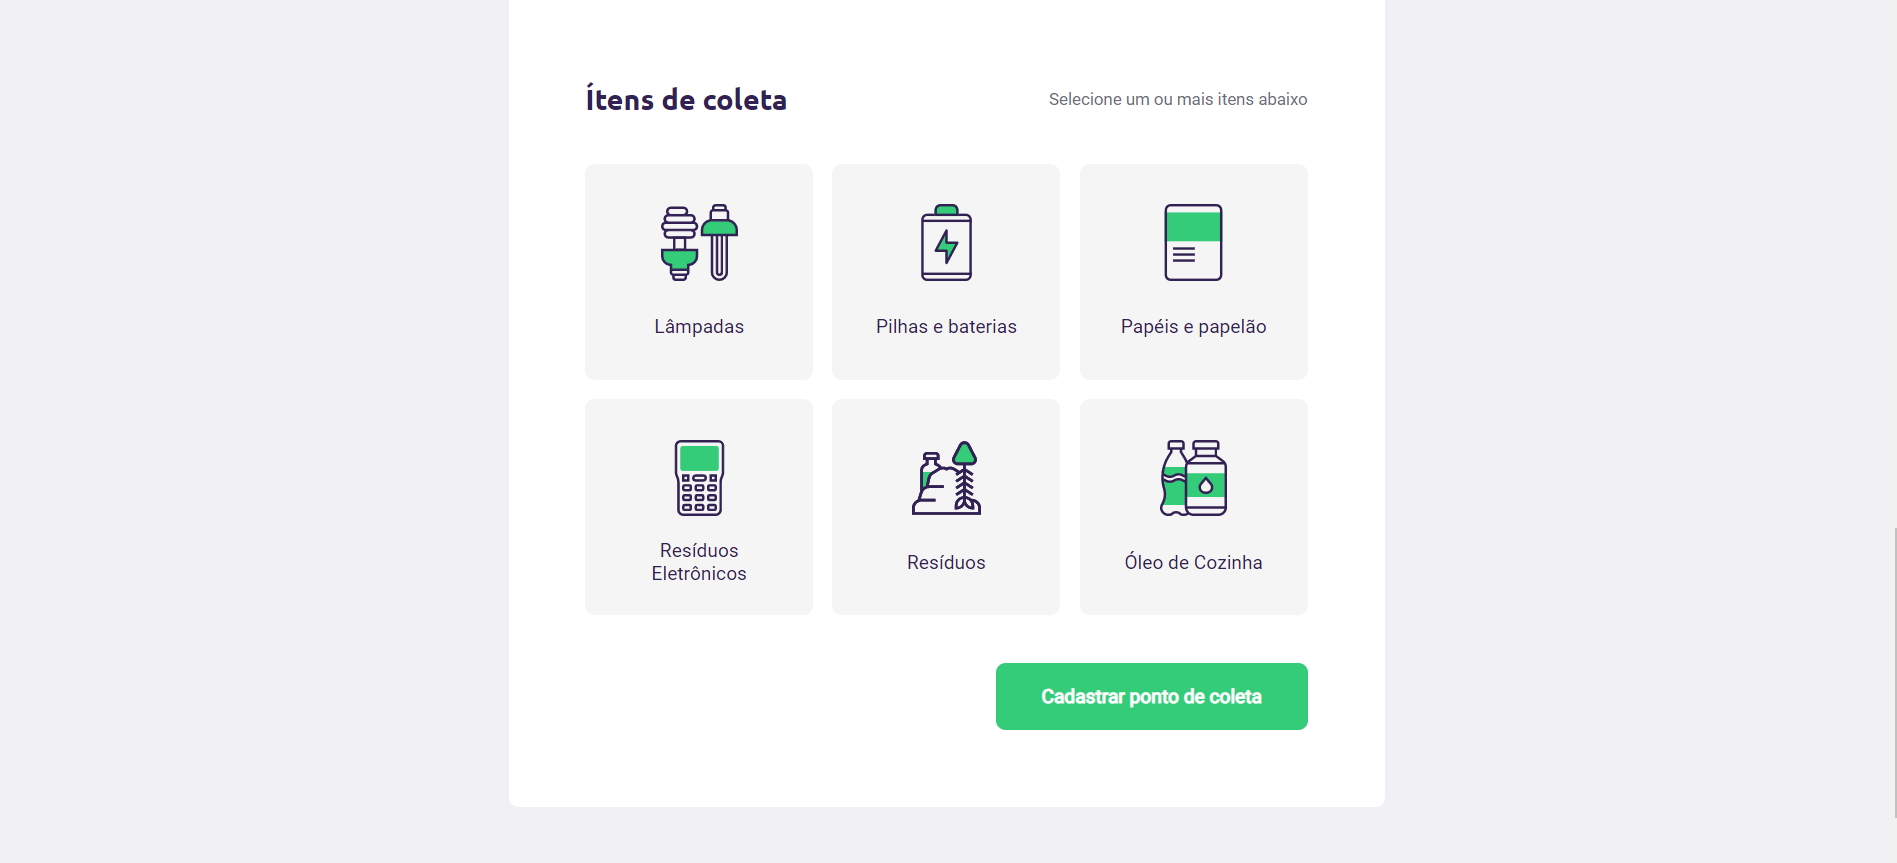 Ítens de coleta
Selecione um ou mais itens abaixo
Lâmpadas
Pilhas e baterias
Papéis e papelão
Resíduos
Eletrônicos
Resíduos
Óleo de Cozinha
Cadastrar ponto de coleta